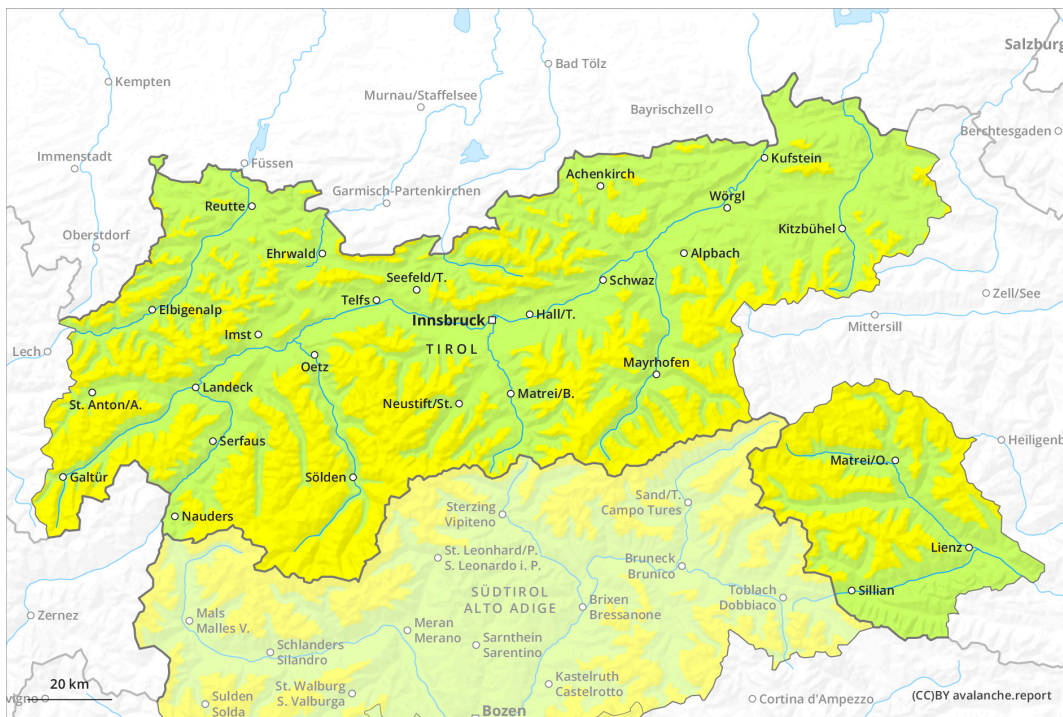 Salzburg
Kempten
Bad Tölz
Murnau/Staffelsee
Bayrischzell
Berchtesgaden
Immenstadt
Füssen
Kufstein
Achenkirch
Garmisch-Partenkirchen
Wörgl
Reutte
Oberstdorf
Kitzbühel
Ehrwald
Alpbach
Seefeld/T.
Schwaz
Telfs
Zell/See
Elbigenalp
Innsbruck
Hall/T.
Mittersill
Imst
TIROL
Lech
Oetz
Mayrhofen
Landeck
St. Anton/A.
Neustift/St.
Matrei/B.
Serfaus
Heiligenb
Matrei/O.
Galtür
Sölden
Sand/T.
Campo Tures
Sterzing
Vipiteno
Nauders
Lienz
St. Leonhard/P.
S. Leonardo i. P.
Bruneck
Brunico
SÜDTIROL
ALTO ADIGE
Toblach
Dobbiaco
Sillian
Brixen
Bressanone
Zernez
Mals
Malles V.
Meran
Merano
Schlanders
Silandro
Sarnthein
Sarentino
20 km
St. Walburg
S. Valburga
Kastelruth
Castelrotto
vigno
Sulden
Solda
Cortina d'Ampezzo
(CC)BY avalanche.report
Bozen